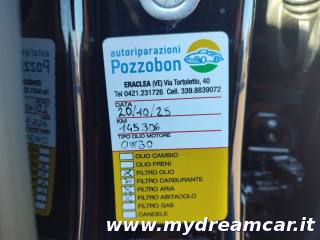 autoriparazioni
Pozzobon
ERACLEA (VE) Via Tortoletto, 40
Tel 0421.231726 Cell. 339.8839072
DATA
20/10/25
KM
145306
TIPO OLIO MOTORE
0W30
OLIO CAMBIO
OLIO FRENI
FILTRO OLIO
FILTRO CARBURANTE
FILTRO ARIA
FILTRO ABITACOLO
FILTRO GAS
CANDELE
www.mydreamcar.it